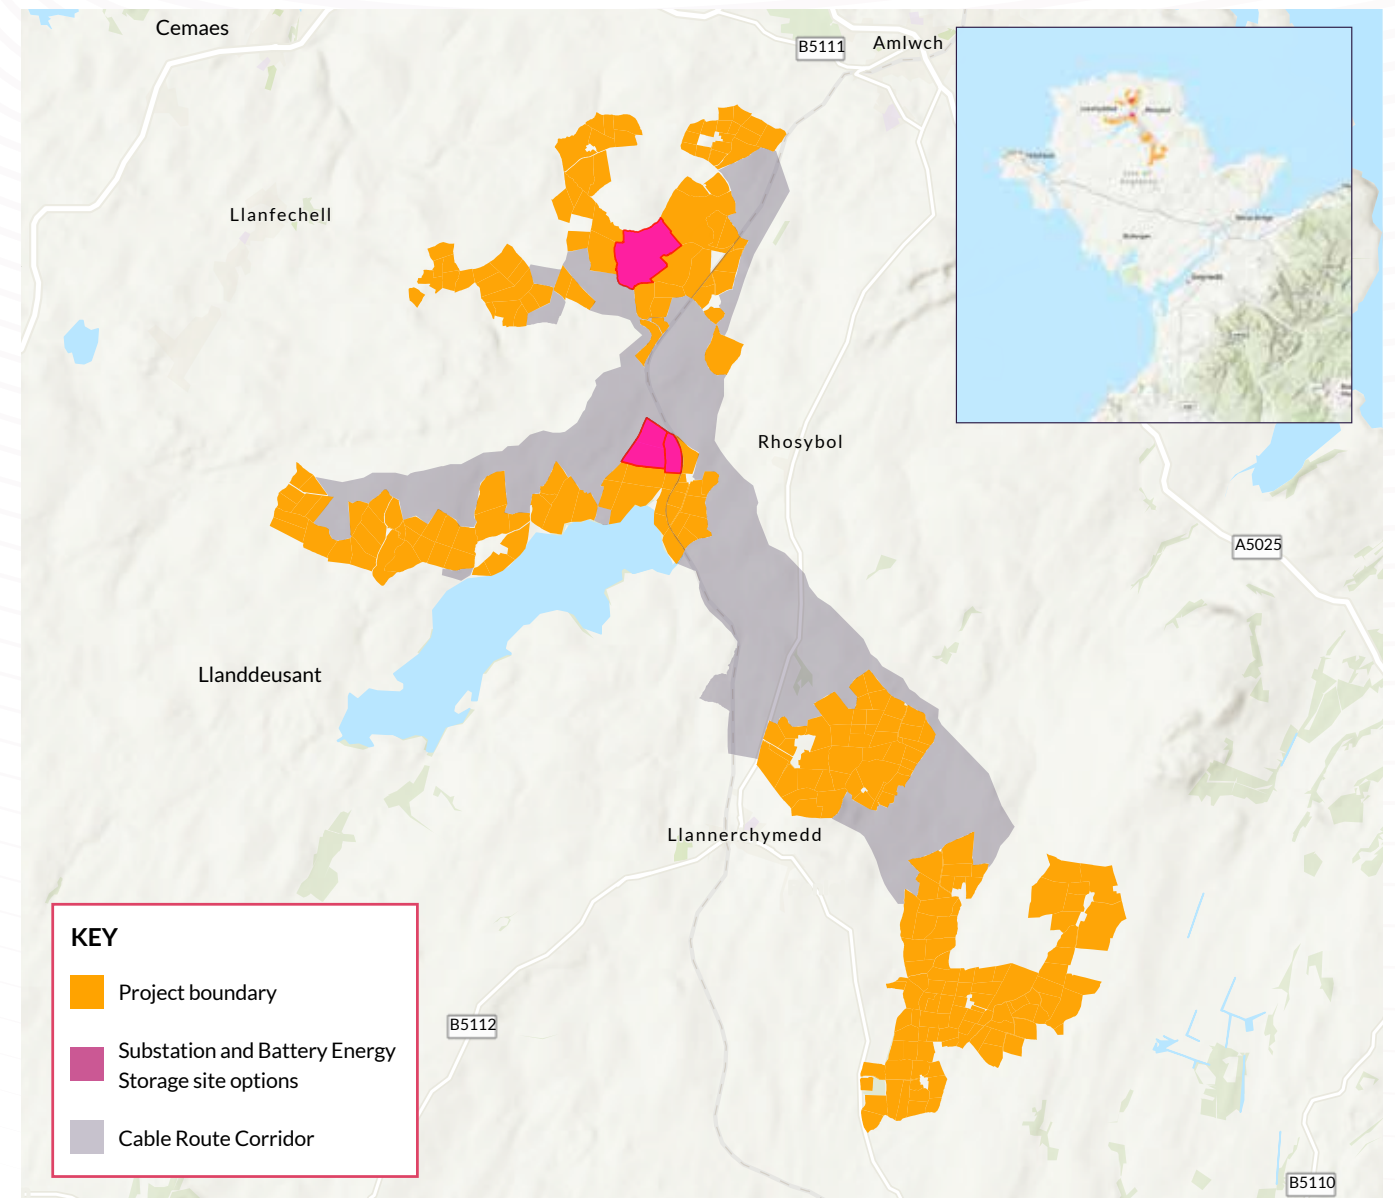 Cemaes
B5111
Amlwch
Llanfechell
Rhosybol
A5025
Llanddeusant
Llannerchymedd
KEY
Project boundary
Substation and Battery Energy
Storage site options
Cable Route Corridor
B5112
B5110